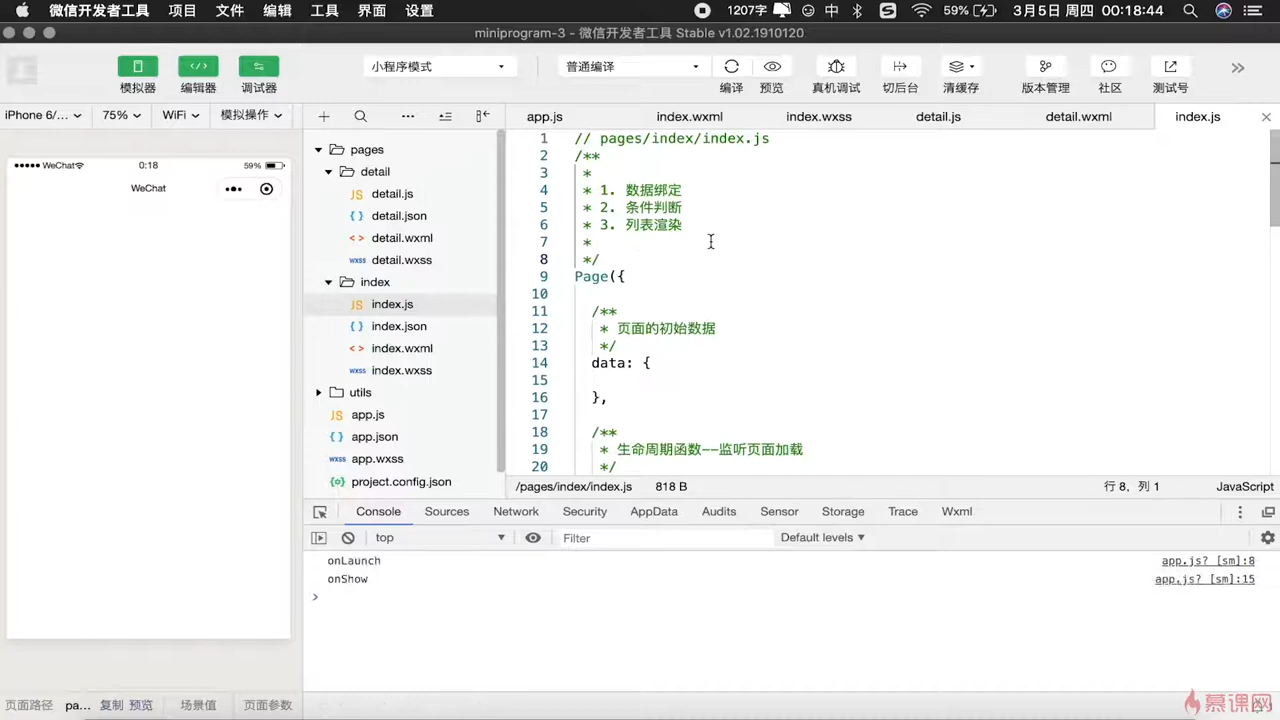 微信开发者工具 项目 文件 编辑 工具 界面 设置 1207字 中 59% 3月5日 周四 00:18:44
miniprogram-3 - 微信开发者工具 Stable v1.02.1910120
小程序模式 普通编译
模拟器 编辑器 调试器 编译 预览 真机调试 切后台 清缓存 版本管理 社区 测试号
iPhone 6/... 75% WiFi 模拟操作
app.js index.wxml index.wxss detail.js detail.wxml index.js
WeChat 0:18 59%
WeChat
pages
detail
detail.js
detail.json
detail.wxml
detail.wxss
index
index.js
index.json
index.wxml
index.wxss
utils
app.js
app.json
app.wxss
project.config.json
1 // pages/index/index.js
2 /**
3 *
4 * 1. 数据绑定
5 * 2. 条件判断
6 * 3. 列表渲染
7 *
8 */
9 Page({
10
11 /**
12 * 页面的初始数据
13 */
14 data: {
15
16 },
17
18 /**
19 * 生命周期函数--监听页面加载
20 */
/pages/index/index.js 818 B 行 8，列 1 JavaScript
Console Sources Network Security AppData Audits Sensor Storage Trace Wxml
top Filter Default levels
onLaunch app.js? [sm]:8
onShow app.js? [sm]:15
页面路径 pa... 复制 预览 场景值 页面参数
慕课网